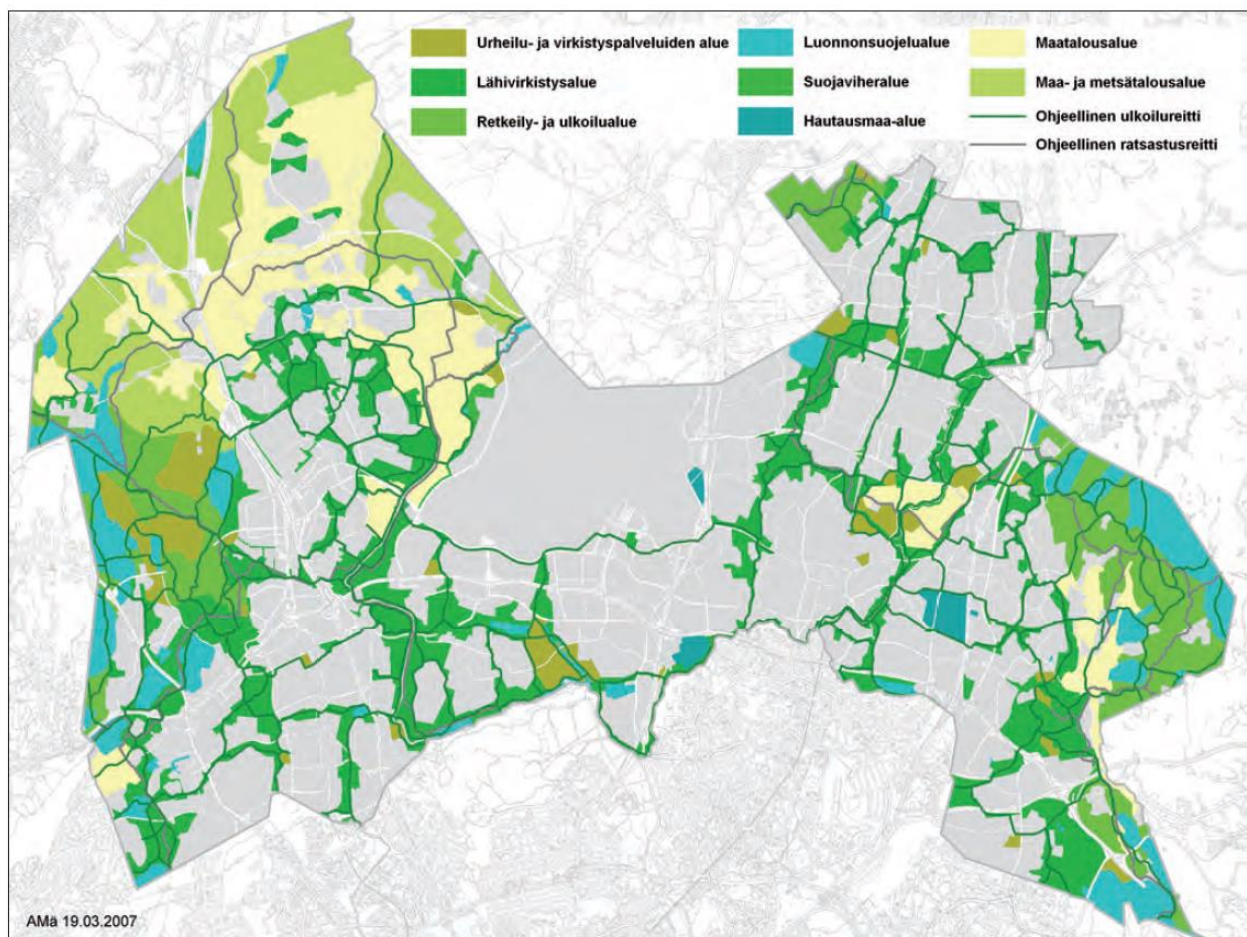 Urheilu- ja virkistyspalveluiden alue
Lähivirkistysalue
Retkeily- ja ulkoilualue
Luonnonsuojelualue
Suojaviheralue
Hautausmaa-alue
Maatalousalue
Maa- ja metsätalousalue
Ohjeellinen ulkoilureitti
Ohjeellinen ratsastusreitti
AMä 19.03.2007